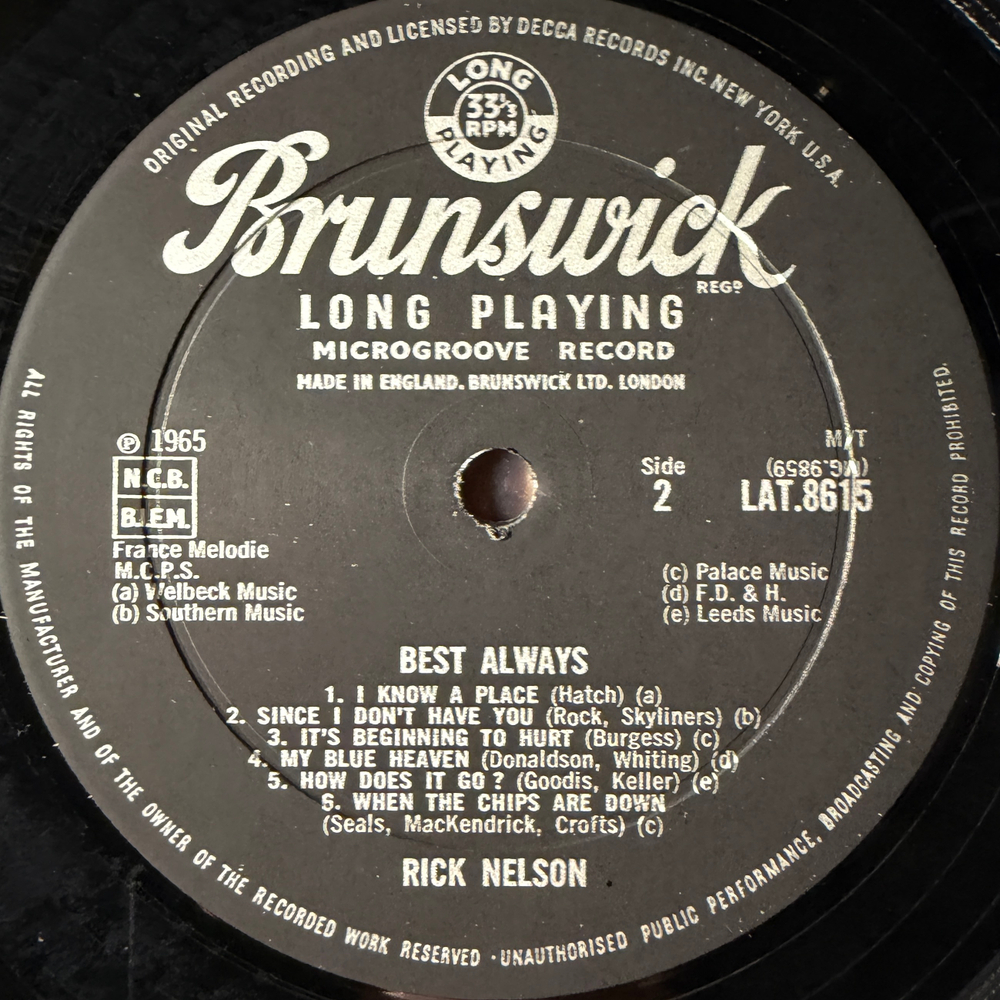 ORIGINAL RECORDING AND LICENSED BY DECCA RECORDS INC. NEW YORK U.S.A.
LONG
33⅓
RPM
PLAYING
Brunswick
REGD
LONG PLAYING
MICROGROOVE RECORD
MADE IN ENGLAND. BRUNSWICK LTD. LONDON
℗ 1965
N.C.B.
B.I.E.M.
France Melodie
M.C.P.S.
(a) Welbeck Music
(b) Southern Music
M/T
Side
(MG.9859)
2
LAT.8615
(c) Palace Music
(d) F.D. & H.
(e) Leeds Music
BEST ALWAYS
1. I KNOW A PLACE (Hatch) (a)
2. SINCE I DON'T HAVE YOU (Rock, Skyliners) (b)
3. IT'S BEGINNING TO HURT (Burgess) (c)
4. MY BLUE HEAVEN (Donaldson, Whiting) (d)
5. HOW DOES IT GO ? (Goodis, Keller) (e)
6. WHEN THE CHIPS ARE DOWN
(Seals, MacKendrick, Crofts) (c)
RICK NELSON
ALL RIGHTS OF THE MANUFACTURER AND OF THE OWNER OF THE RECORDED WORK RESERVED · UNAUTHORISED PUBLIC PERFORMANCE, BROADCASTING AND COPYING OF THIS RECORD PROHIBITED.